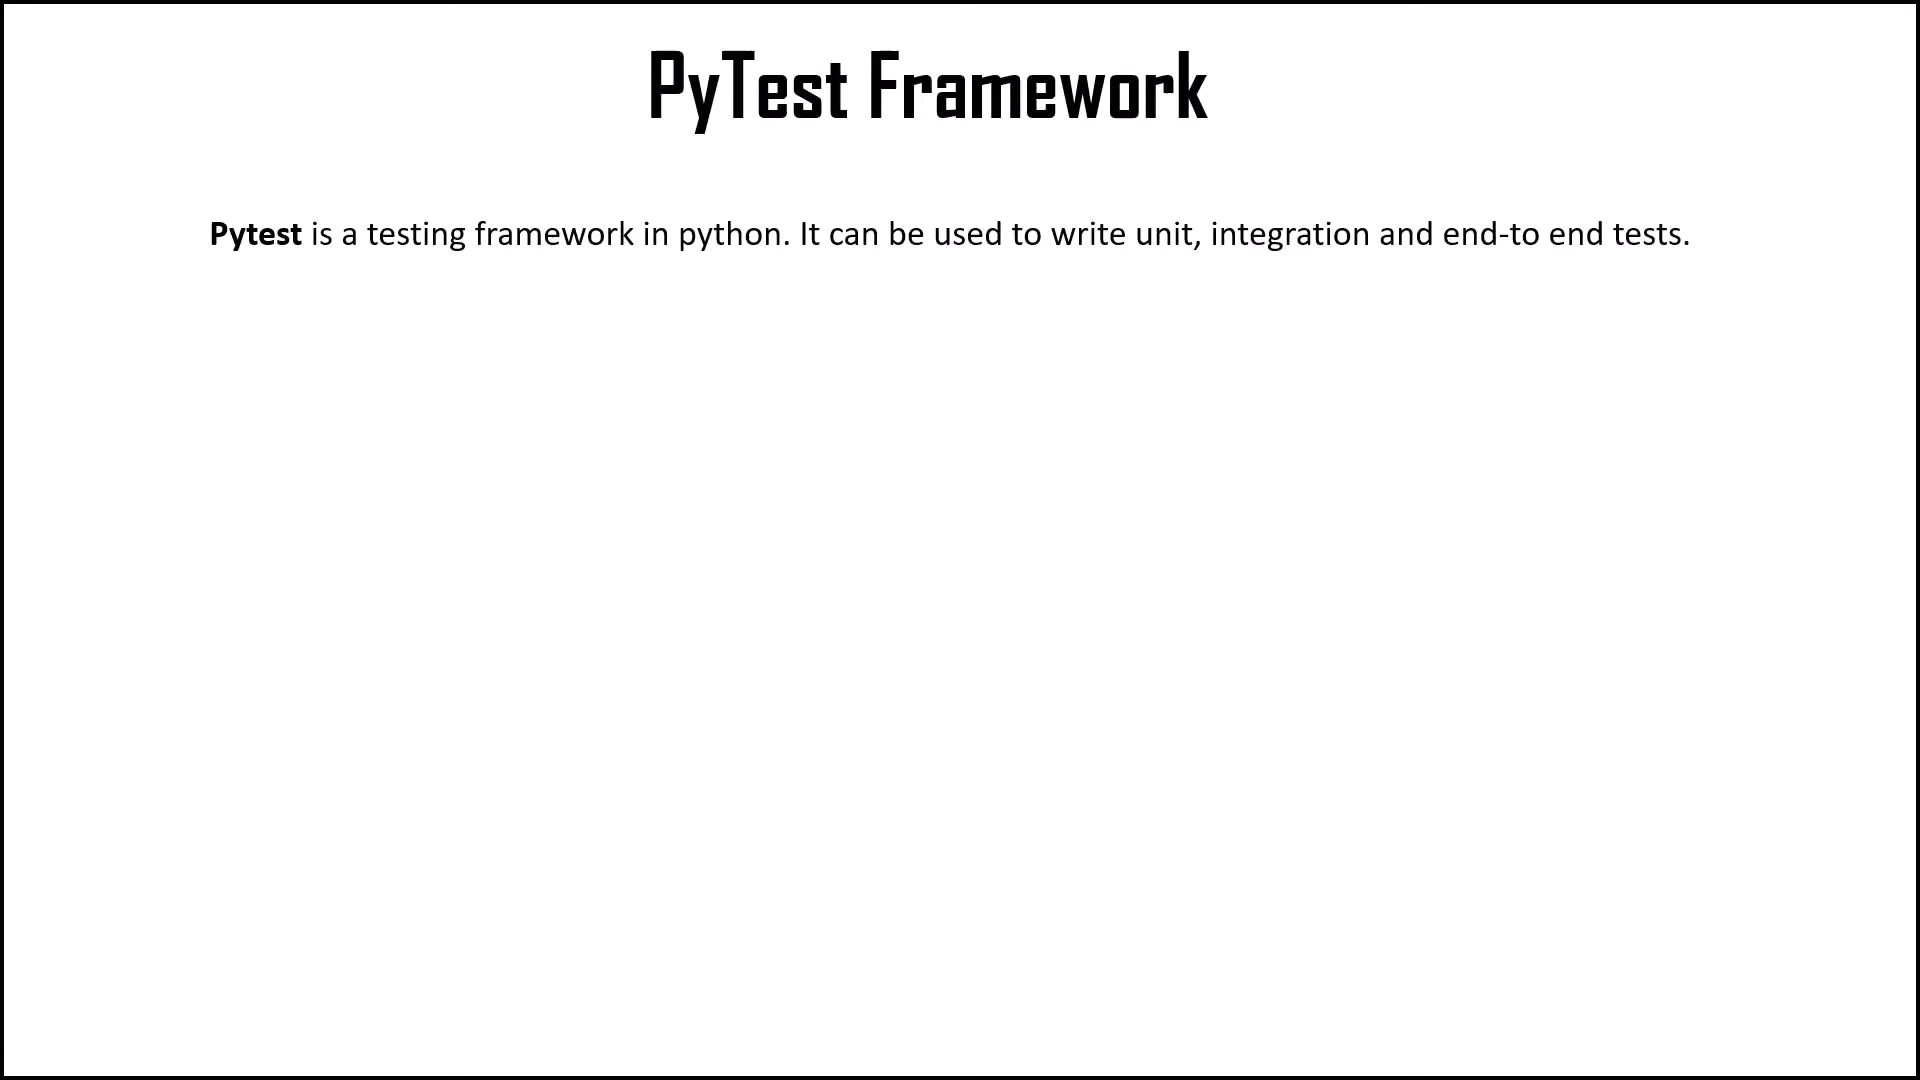 PyTest Framework
Pytest is a testing framework in python. It can be used to write unit, integration and end-to end tests.